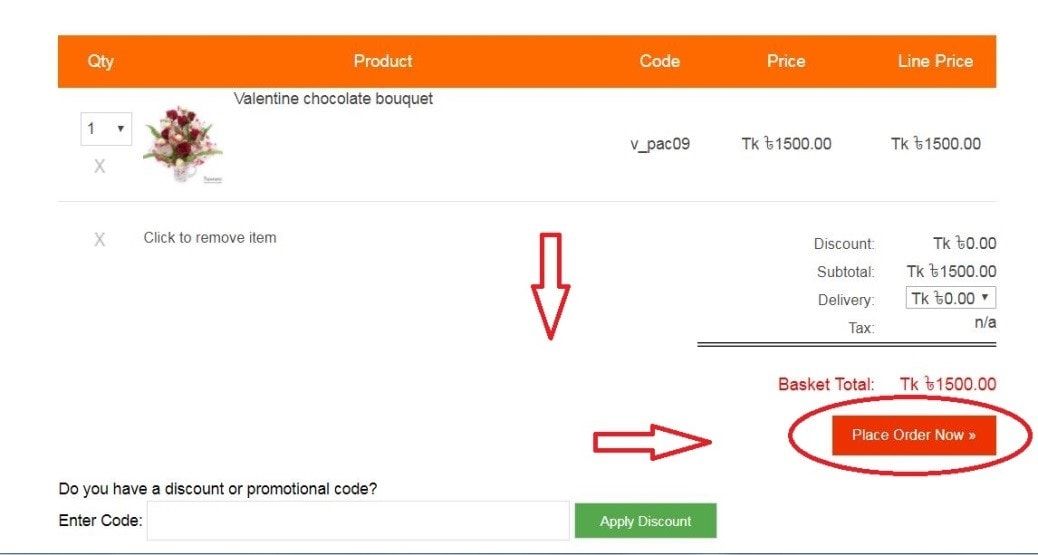 Qty Product Code Price Line Price
Valentine chocolate bouquet
1 v_pac09 Tk ৳1500.00 Tk ৳1500.00
X
X Click to remove item
Discount: Tk ৳0.00
Subtotal: Tk ৳1500.00
Delivery: Tk ৳0.00
Tax: n/a
Basket Total: Tk ৳1500.00
Place Order Now »
Do you have a discount or promotional code?
Enter Code: Apply Discount